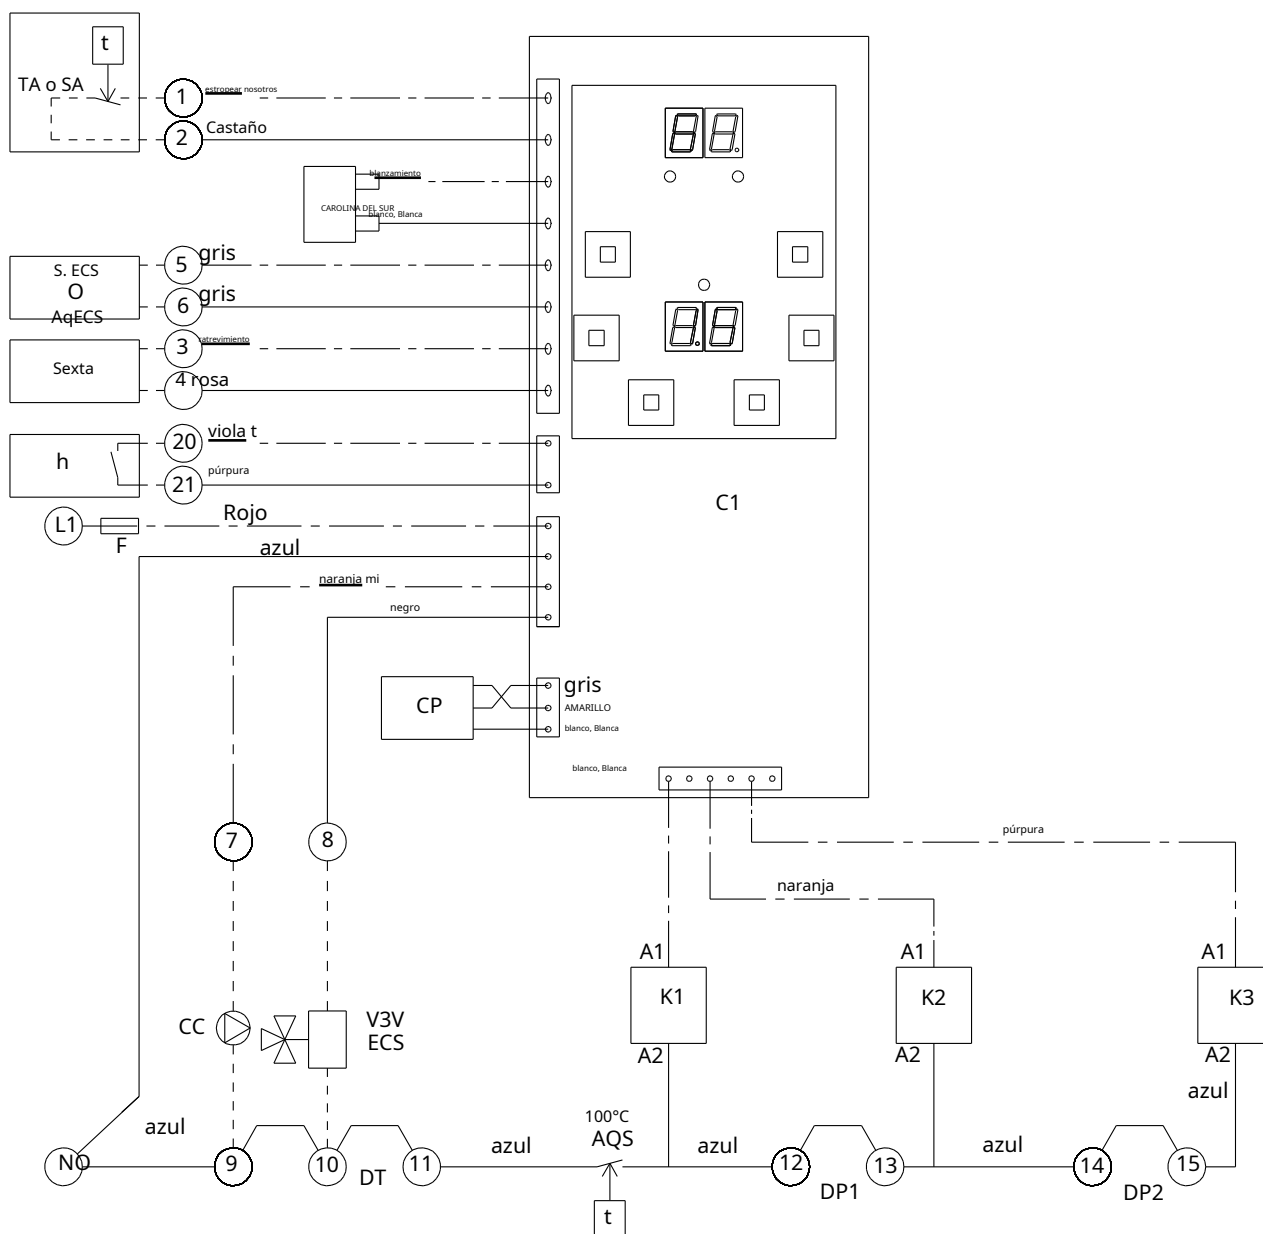 t
TA o SA
1
estropear nosotros
2
Castaño
blanzamiento
CAROLINA DEL SUR
blanco, Blanca
S. ECS
O
AqECS
5
gris
6
gris
Sexta
3
atrevimiento
4 rosa
h
20
viola t
21
púrpura
L1
F
Rojo
azul
naranja mi
negro
C1
CP
gris
AMARILLO
blanco, Blanca
blanco, Blanca
púrpura
naranja
7
8
A1
K1
A2
A1
K2
A2
A1
K3
A2
azul
CC
V3V
ECS
azul
NO
9
10
DT
11
azul
100°C
AQS
t
azul
12
13
DP1
azul
14
15
DP2